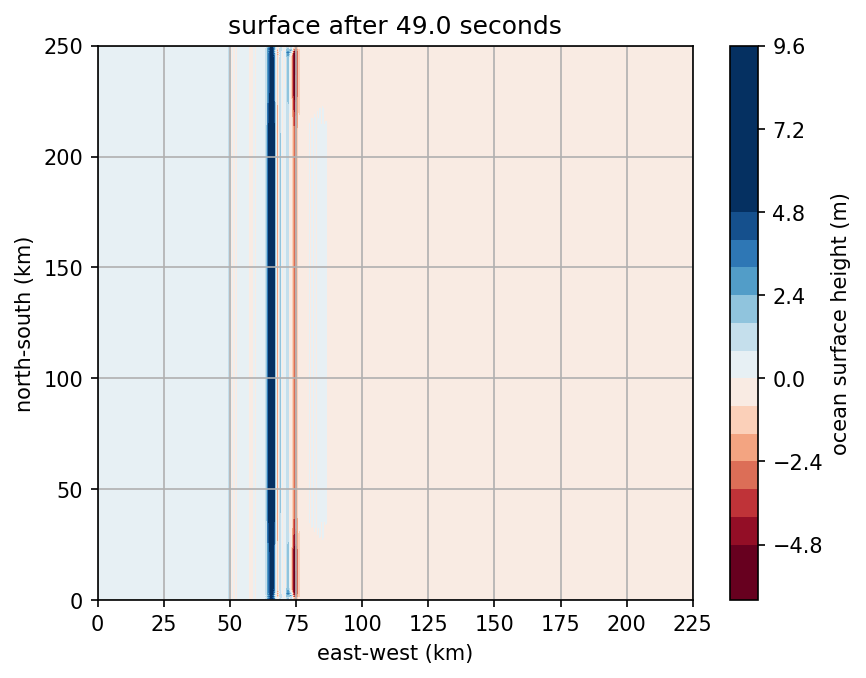 surface after 49.0 seconds
250
200
150
100
50
0
north-south (km)
0 25 50 75 100 125 150 175 200 225
east-west (km)
9.6
7.2
4.8
2.4
0.0
−2.4
−4.8
ocean surface height (m)